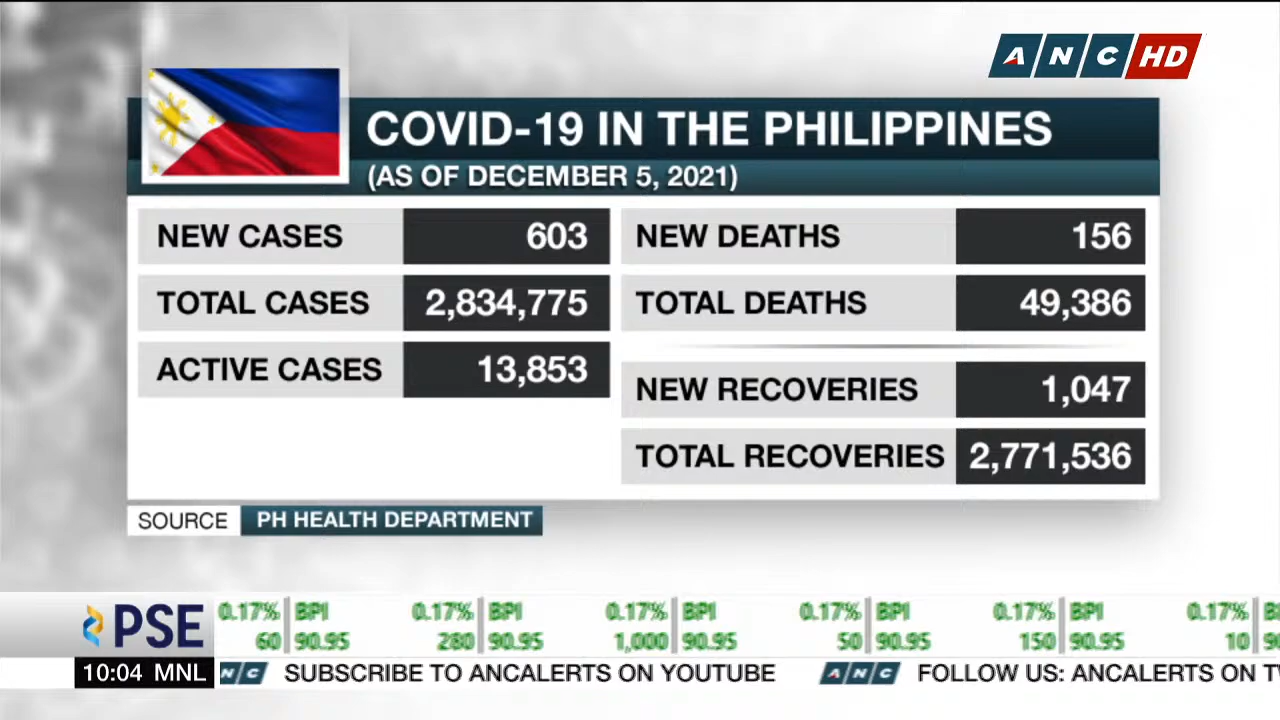 ANC HD
COVID-19 IN THE PHILIPPINES
(AS OF DECEMBER 5, 2021)
NEW CASES 603
TOTAL CASES 2,834,775
ACTIVE CASES 13,853
NEW DEATHS 156
TOTAL DEATHS 49,386
NEW RECOVERIES 1,047
TOTAL RECOVERIES 2,771,536
SOURCE PH HEALTH DEPARTMENT
PSE
0.17% BPI 0.17% BPI 0.17% BPI 0.17% BPI 0.17% BPI 0.17% B
60 90.95 280 90.95 1,000 90.95 50 90.95 150 90.95 10 90
10:04 MNL NC SUBSCRIBE TO ANCALERTS ON YOUTUBE ANC FOLLOW US: ANCALERTS ON TW